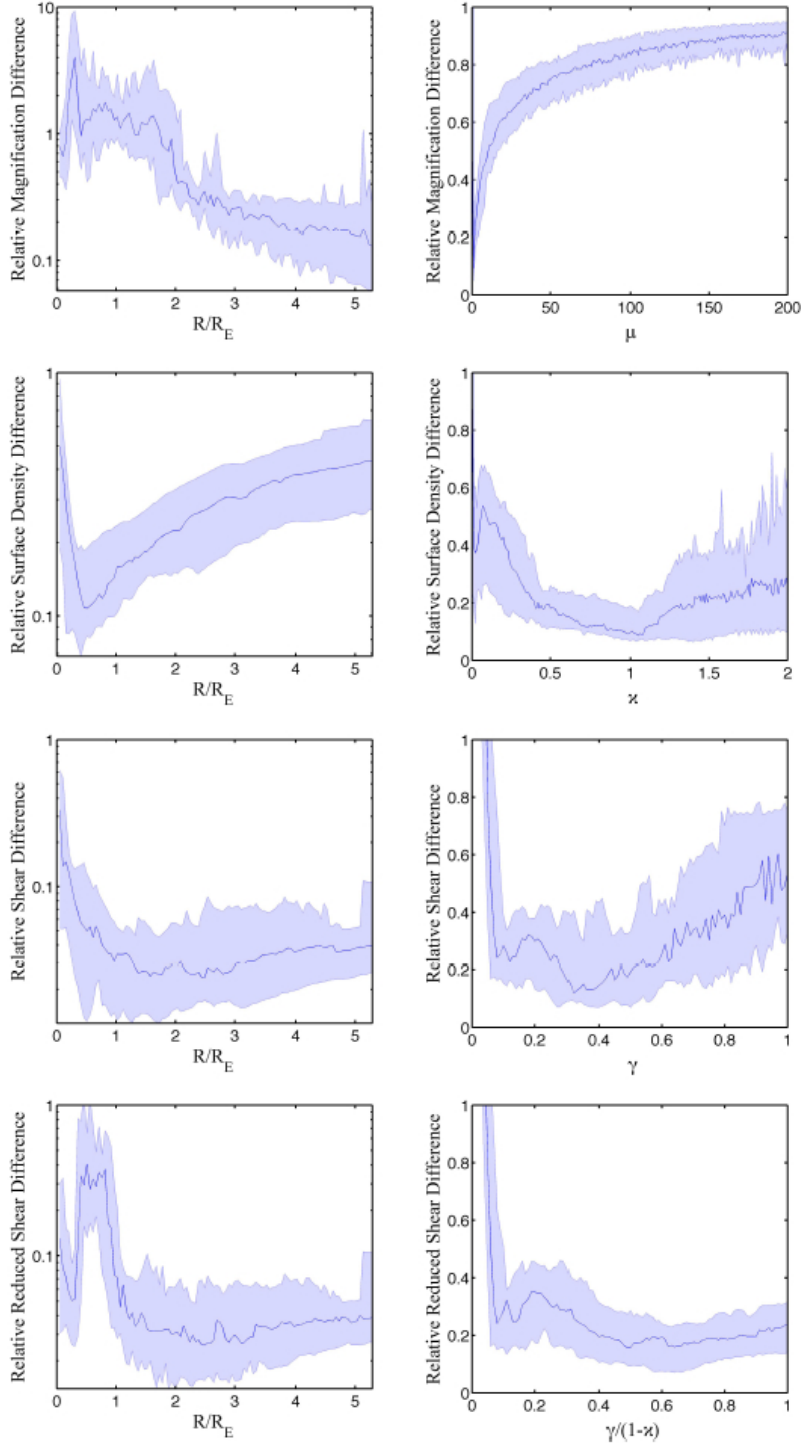 Relative Magnification Difference
10
1
0.1
0 1 2 3 4 5
R/R_E
Relative Magnification Difference
1
0.8
0.6
0.4
0.2
0
0 50 100 150 200
μ
Relative Surface Density Difference
1
0.1
0 1 2 3 4 5
R/R_E
Relative Surface Density Difference
1
0.8
0.6
0.4
0.2
0
0 0.5 1 1.5 2
ϰ
Relative Shear Difference
1
0.1
0 1 2 3 4 5
R/R_E
Relative Shear Difference
1
0.8
0.6
0.4
0.2
0
0 0.2 0.4 0.6 0.8 1
γ
Relative Reduced Shear Difference
1
0.1
0 1 2 3 4 5
R/R_E
Relative Reduced Shear Difference
1
0.8
0.6
0.4
0.2
0
0 0.2 0.4 0.6 0.8 1
γ/(1-ϰ)